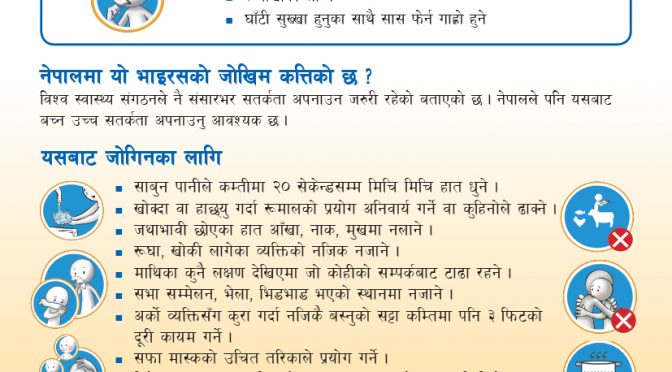 घाँटी सुख्खा हुनुका साथै सास फेर्न गाह्रो हुने
नेपालमा यो भाइरसको जोखिम कत्तिको छ ?
विश्व स्वास्थ्य संगठनले नै संसारभर सतर्कता अपनाउन जरुरी रहेको बताएको छ । नेपालले पनि यसबाट
बच्न उच्च सतर्कता अपनाउनु आवश्यक छ ।
यसबाट जोगिनका लागि
साबुन पानीले कम्तीमा २० सेकेन्डसम्म मिचि मिचि हात धुने ।
खोक्दा वा हाछ्यु गर्दा रूमालको प्रयोग अनिवार्य गर्ने वा कुहिनोले ढाक्ने ।
जथाभावी छोएका हात आँखा, नाक, मुखमा नलाने ।
रूघा, खोकी लागेका व्यक्तिको नजिक नजाने ।
माथिका कुनै लक्षण देखिएमा जो कोहीको सम्पर्कबाट टाढा रहने ।
सभा सम्मेलन, भेला, भिडभाड भएको स्थानमा नजाने ।
अर्को व्यक्तिसँग कुरा गर्दा नजिकै बस्नुको सट्टा कम्तिमा पनि ३ फिटको
दूरी कायम गर्ने ।
सफा मास्कको उचित तरिकाले प्रयोग गर्ने ।